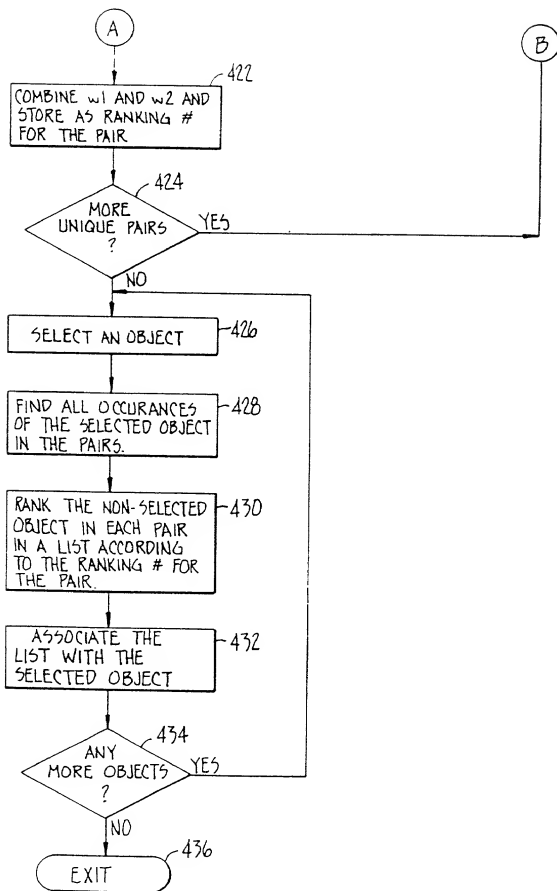 A
B
422
COMBINE w1 AND w2 AND
STORE AS RANKING #
FOR THE PAIR
424
MORE
UNIQUE PAIRS
?
YES
NO
SELECT AN OBJECT
426
FIND ALL OCCURANCES
OF THE SELECTED OBJECT
IN THE PAIRS.
428
RANK THE NON-SELECTED
OBJECT IN EACH PAIR
IN A LIST ACCORDING
TO THE RANKING # FOR
THE PAIR.
430
ASSOCIATE THE
LIST WITH THE
SELECTED OBJECT
432
434
ANY
MORE OBJECTS
?
YES
NO
EXIT
436